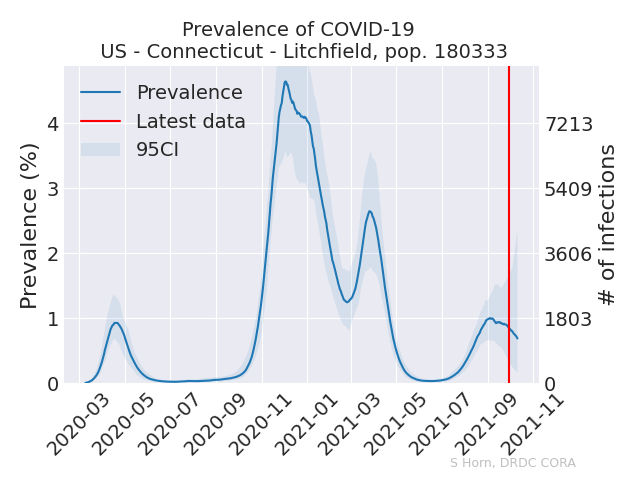 Prevalence of COVID-19
US - Connecticut - Litchfield, pop. 180333
Prevalence
Latest data
95CI
Prevalence (%)
4
3
2
1
0
7213
5409
3606
1803
0
# of infections
2020-03
2020-05
2020-07
2020-09
2020-11
2021-01
2021-03
2021-05
2021-07
2021-09
2021-11
S Horn, DRDC CORA